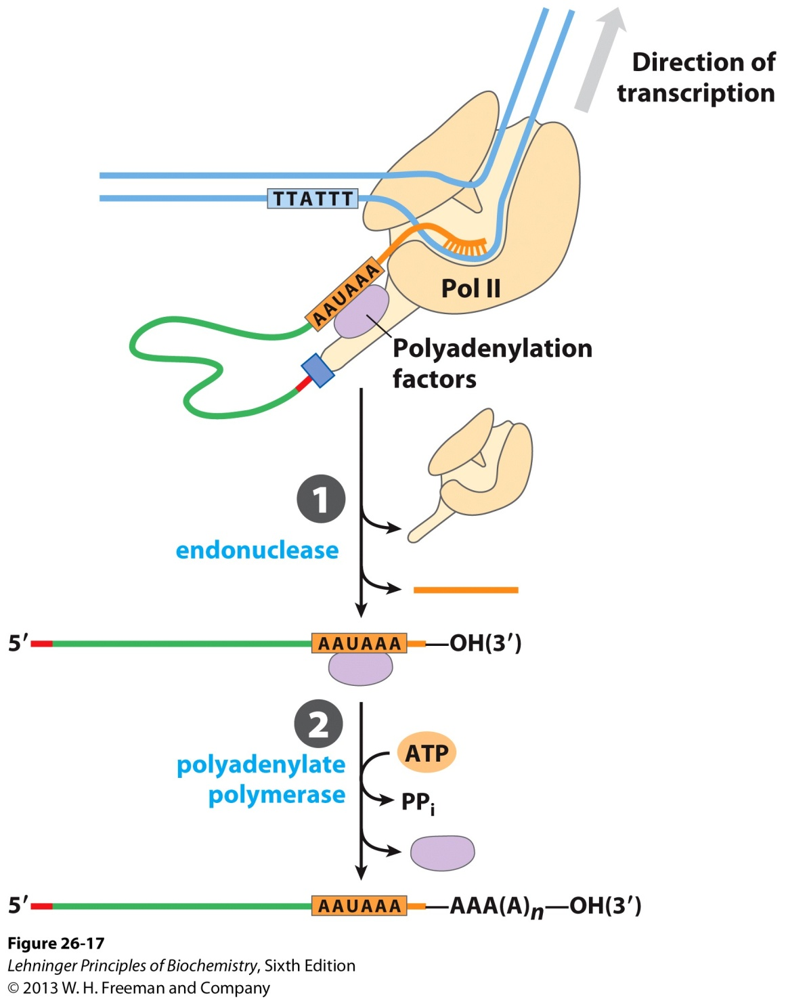 Direction of
transcription
TTATTT
AAUAAA
Pol II
Polyadenylation
factors
1
endonuclease
5′
AAUAAA
OH(3′)
2
ATP
polyadenylate
polymerase
PPi
5′
AAUAAA
AAA(A)n—OH(3′)
Figure 26-17
Lehninger Principles of Biochemistry, Sixth Edition
© 2013 W. H. Freeman and Company